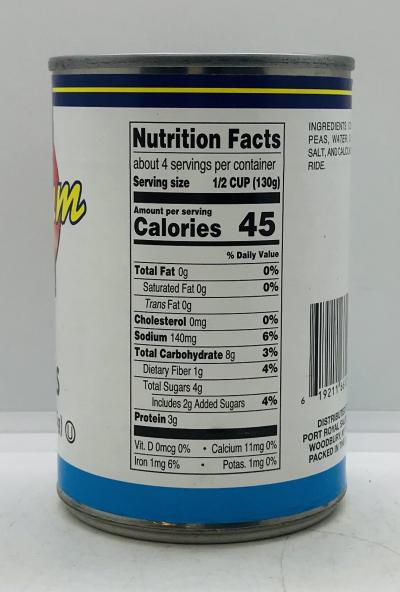 m
Nutrition Facts
about 4 servings per container
Serving size 1/2 CUP (130g)
Amount per serving
Calories 45
% Daily Value
Total Fat 0g 0%
Saturated Fat 0g 0%
Trans Fat 0g
Cholesterol 0mg 0%
Sodium 140mg 6%
Total Carbohydrate 8g 3%
Dietary Fiber 1g 4%
Total Sugars 4g
Includes 2g Added Sugars 4%
Protein 3g
Vit. D 0mcg 0% • Calcium 11mg 0%
Iron 1mg 6% • Potas. 1mg 0%
INGREDIENTS:
PEAS, WATER,
SALT, AND CALCIU
RIDE.
6 19211
DISTRIBUTED
PORT ROYAL
WOODBURY,
PACKED IN
S
U